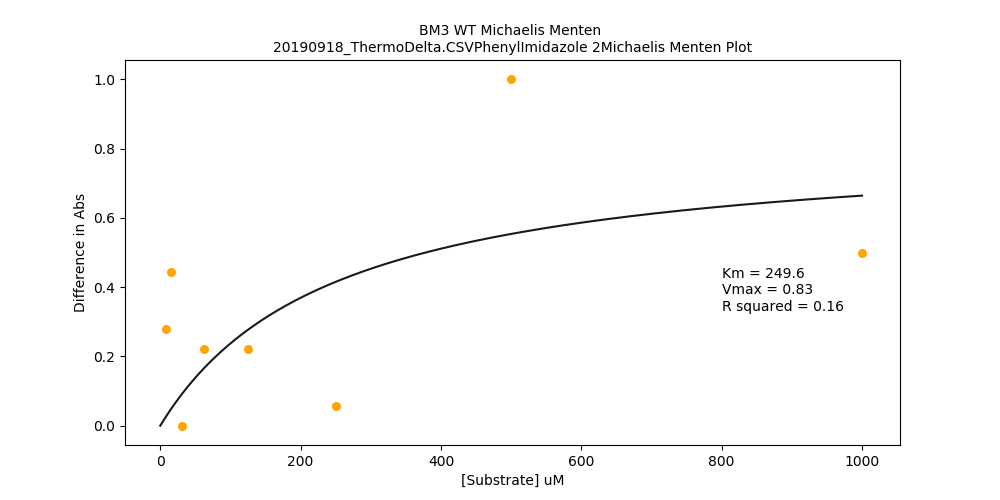 BM3 WT Michaelis Menten
20190918_ThermoDelta.CSVPhenylImidazole 2Michaelis Menten Plot
1.0
0.8
0.6
0.4
0.2
0.0
Difference in Abs
Km = 249.6
Vmax = 0.83
R squared = 0.16
0 200 400 600 800 1000
[Substrate] uM